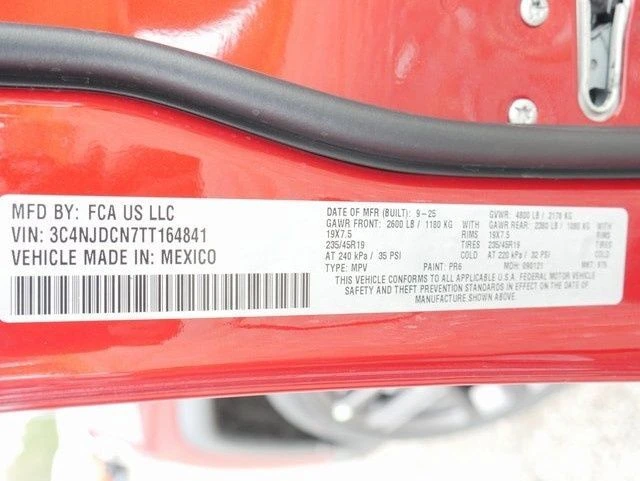 MFD BY: FCA US LLC
VIN: 3C4NJDCN7TT164841
VEHICLE MADE IN: MEXICO
DATE OF MFR (BUILT): 9-25 GVWR: 4800 LB / 2176 KG
GAWR FRONT: 2600 LB / 1180 KG GAWR REAR: 2380 LB / 1080 KG
19X7.5 RIMS 19X7.5 RIMS
235/45R19 TIRES 235/45R19
AT 240 kPa / 35 PSI COLD AT 220 kPa / 32 PSI COLD
TYPE: MPV PAINT: PR6 MDH: 090121 MKT:
THIS VEHICLE CONFORMS TO ALL APPLICABLE U.S.A. FEDERAL MOTOR VEHICLE
SAFETY AND THEFT PREVENTION STANDARDS IN EFFECT ON THE DATE OF
MANUFACTURE SHOWN ABOVE.